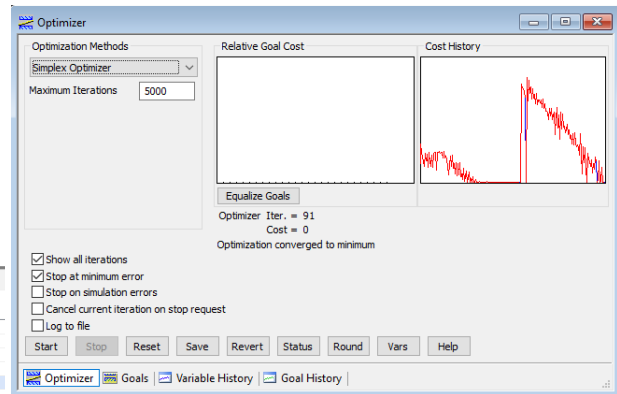 Optimizer
Optimization Methods
Simplex Optimizer
Maximum Iterations 5000
Relative Goal Cost
Equalize Goals
Cost History
Optimizer Iter. = 91
Cost = 0
Optimization converged to minimum
Show all iterations
Stop at minimum error
Stop on simulation errors
Cancel current iteration on stop request
Log to file
Start Stop Reset Save Revert Status Round Vars Help
Optimizer Goals Variable History Goal History